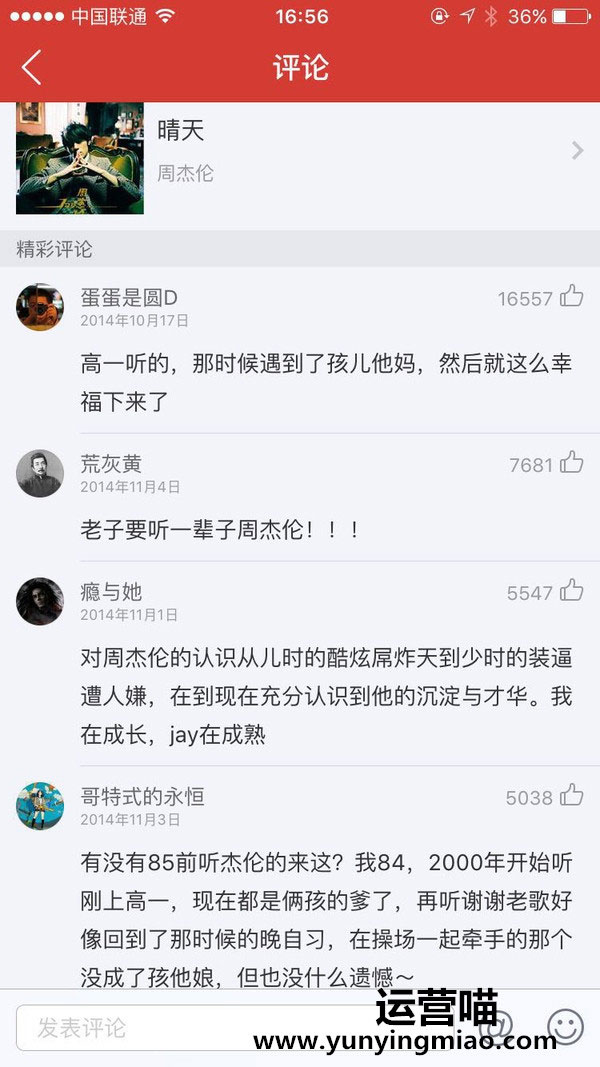 中国联通 16:56 36%
评论
晴天
周杰伦
精彩评论
蛋蛋是圆D 16557
2014年10月17日
高一听的，那时候遇到了孩儿他妈，然后就这么幸
福下来了
荒灰黄 7681
2014年11月4日
老子要听一辈子周杰伦！！！
瘾与她 5547
2014年11月1日
对周杰伦的认识从儿时的酷炫屌炸天到少时的装逼
遭人嫌，在到现在充分认识到他的沉淀与才华。我
在成长，jay在成熟
哥特式的永恒 5038
2014年11月3日
有没有85前听杰伦的来这？我84，2000年开始听
刚上高一，现在都是俩孩的爹了，再听谢谢老歌好
像回到了那时候的晚自习，在操场一起牵手的那个
没成了孩他娘，但也没什么遗憾～
发表评论 @
运营喵
www.yunyingmiao.com